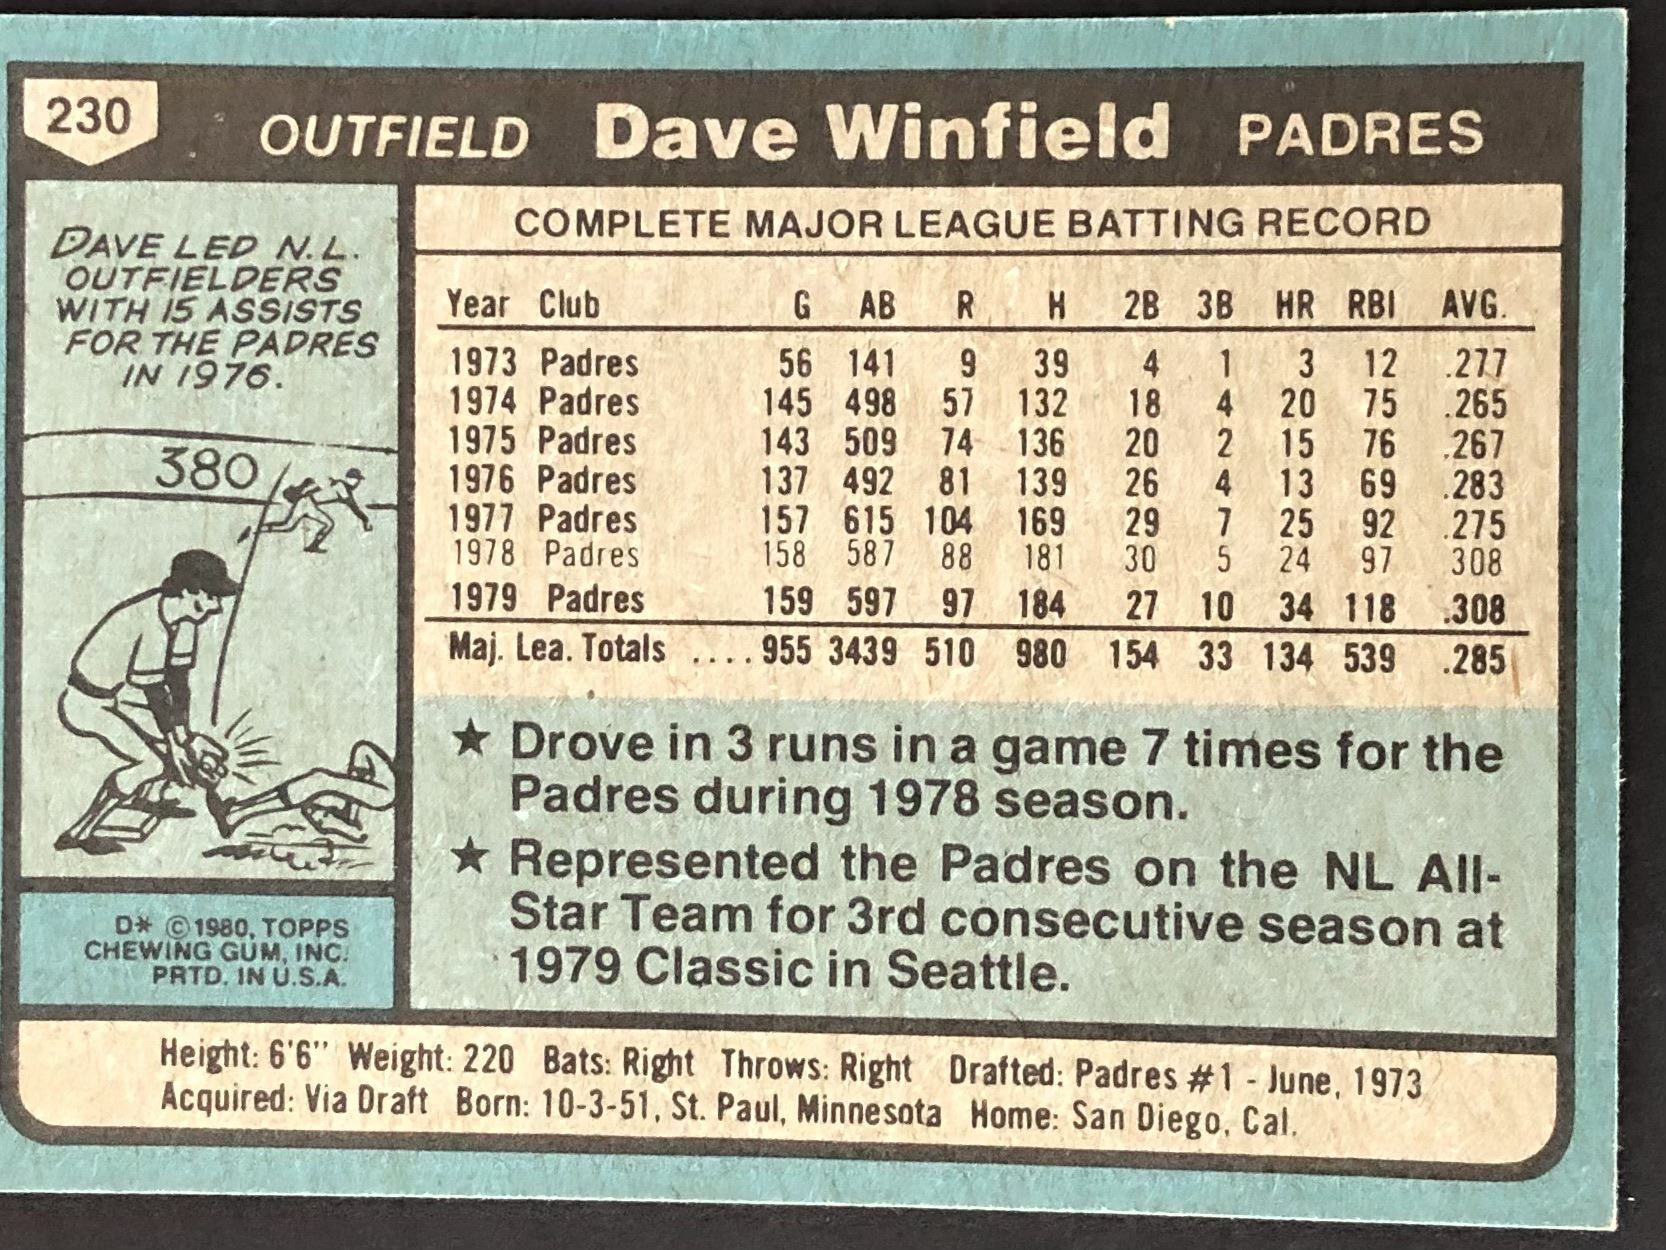 230
OUTFIELD Dave Winfield PADRES
DAVE LED N.L.
OUTFIELDERS
WITH 15 ASSISTS
FOR THE PADRES
IN 1976.
380
D* © 1980, TOPPS
CHEWING GUM, INC.
PRTD. IN U.S.A.
COMPLETE MAJOR LEAGUE BATTING RECORD
Year Club G AB R H 2B 3B HR RBI AVG.
1973 Padres 56 141 9 39 4 1 3 12 .277
1974 Padres 145 498 57 132 18 4 20 75 .265
1975 Padres 143 509 74 136 20 2 15 76 .267
1976 Padres 137 492 81 139 26 4 13 69 .283
1977 Padres 157 615 104 169 29 7 25 92 .275
1978 Padres 158 587 88 181 30 5 24 97 308
1979 Padres 159 597 97 184 27 10 34 118 .308
Maj. Lea. Totals .... 955 3439 510 980 154 33 134 539 .285
★ Drove in 3 runs in a game 7 times for the
Padres during 1978 season.
★ Represented the Padres on the NL All-
Star Team for 3rd consecutive season at
1979 Classic in Seattle.
Height: 6'6" Weight: 220 Bats: Right Throws: Right Drafted: Padres #1 - June, 1973
Acquired: Via Draft Born: 10-3-51, St. Paul, Minnesota Home: San Diego, Cal.